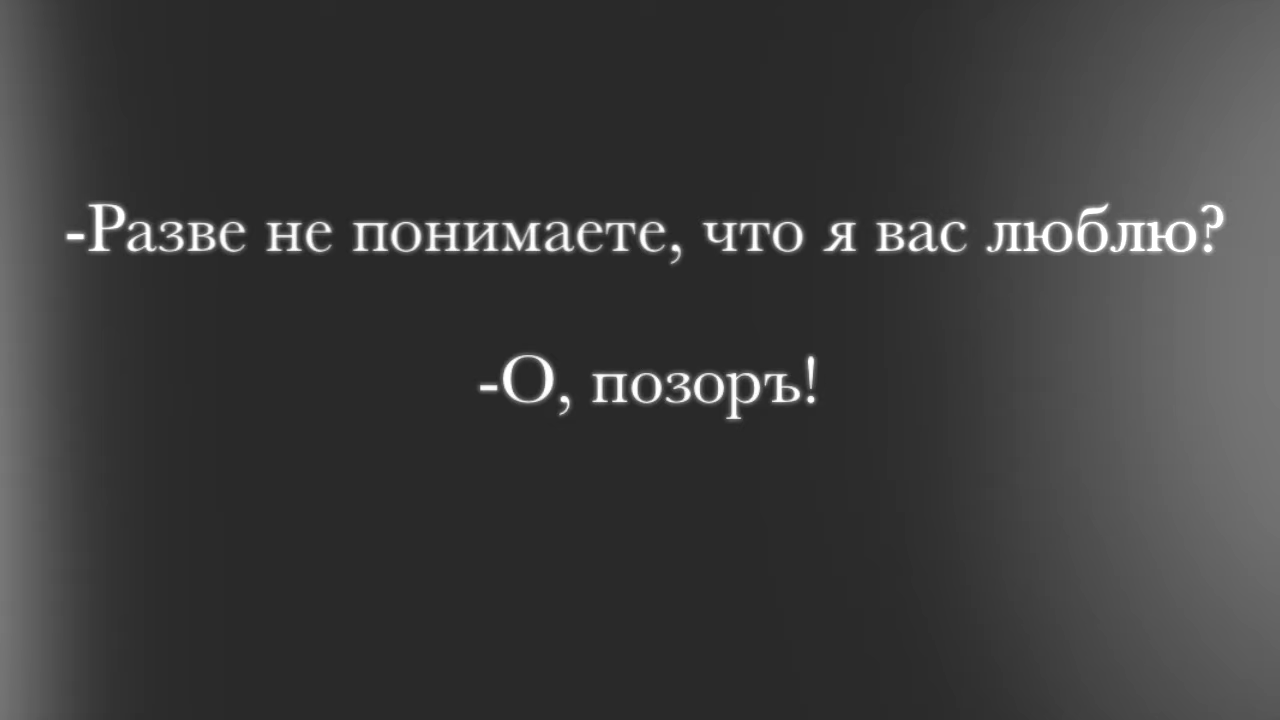 -Разве не понимаете, что я вас люблю?
-О, позоръ!